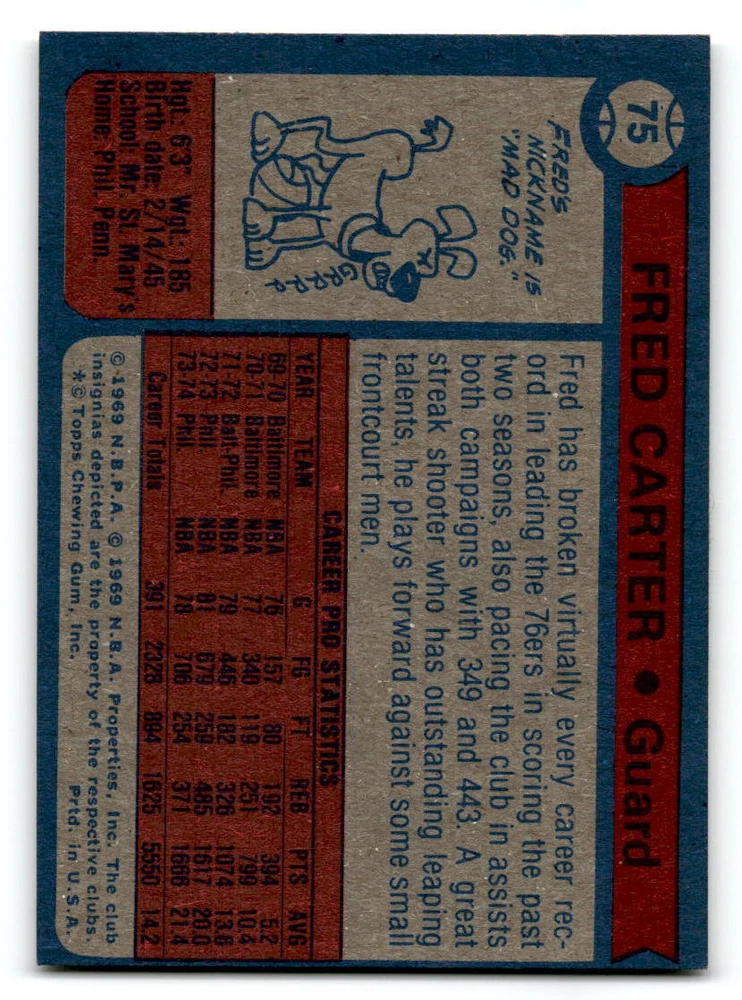 75
FRED CARTER • Guard
FRED'S
NICKNAME IS
"MAD DOG."
GRRRR
Hgt. 6'3" Wgt.: 185
Birth date: 2/14/45
School: Mr. St. Mary's
Home: Phil. Penn.
Fred has broken virtually every career rec-
ord in leading the 76ers in scoring the past
two seasons, also pacing the club in assists
both campaigns with 349 and 443. A great
streak shooter who has outstanding leaping
talents, he plays forward against some small
frontcourt men.
CAREER PRO STATISTICS
YEAR TEAM G FG FT REB PTS AVG
69-70 Baltimore NBA 76 157 80 192 394 5.2
70-71 Baltimore NBA 77 340 119 251 799 10.4
71-72 Balt-Phil. NBA 79 446 182 326 1074 13.6
72-73 Phil. NBA 81 679 259 485 1617 20.0
73-74 Phil. NBA 78 706 254 371 1666 21.4
Career Totals 391 2328 894 1625 5550 14.2
© 1969 N.B.P.A. © 1969 N.B.A. Properties, Inc. The club
insignias depicted are the property of the respective clubs.
*© Topps Chewing Gum, Inc. Prtd. in U.S.A.